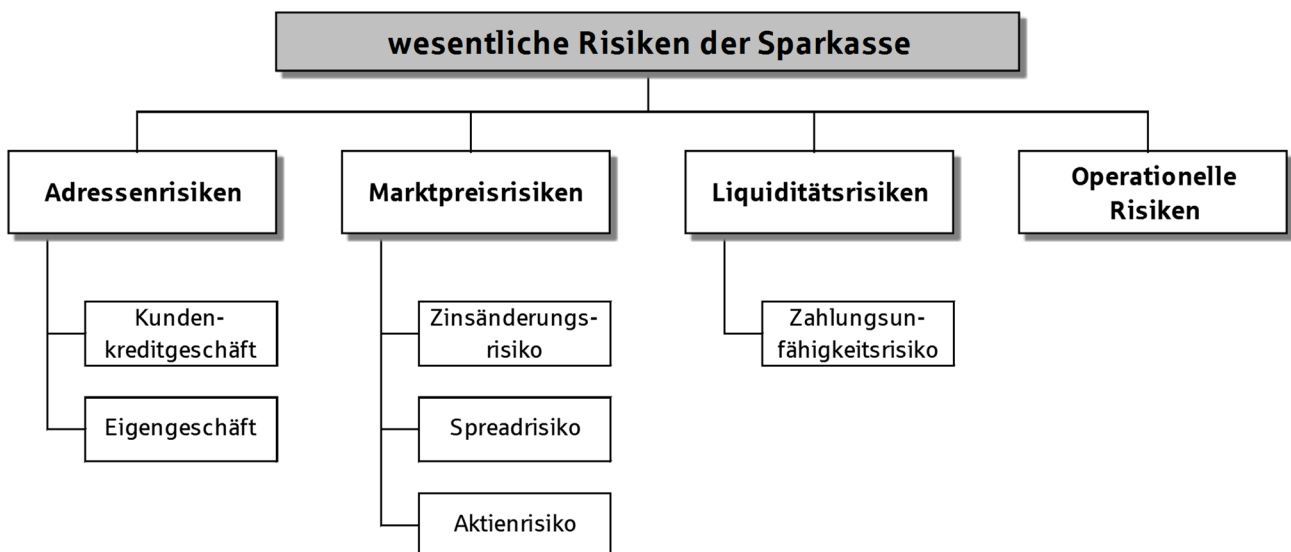 wesentliche Risiken der Sparkasse
Adressenrisiken
Kunden-
kreditgeschäft
Eigengeschäft
Marktpreisrisiken
Zinsänderungs-
risiko
Spreadrisiko
Aktienrisiko
Liquiditätsrisiken
Zahlungsun-
fähigkeitsrisiko
Operationelle
Risiken